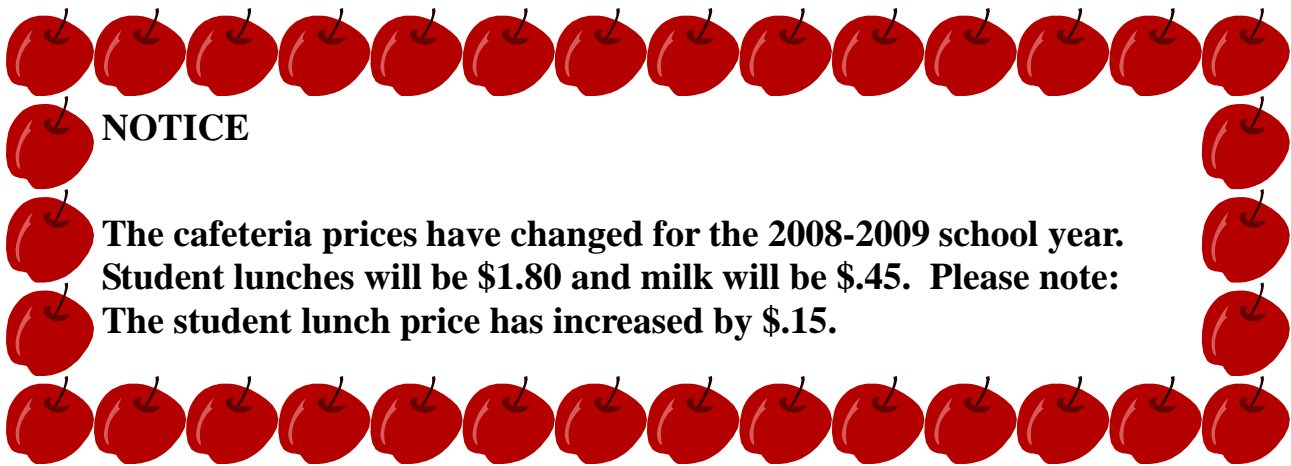 NOTICE
The cafeteria prices have changed for the 2008-2009 school year.
Student lunches will be $1.80 and milk will be $.45.  Please note:
The student lunch price has increased by $.15.